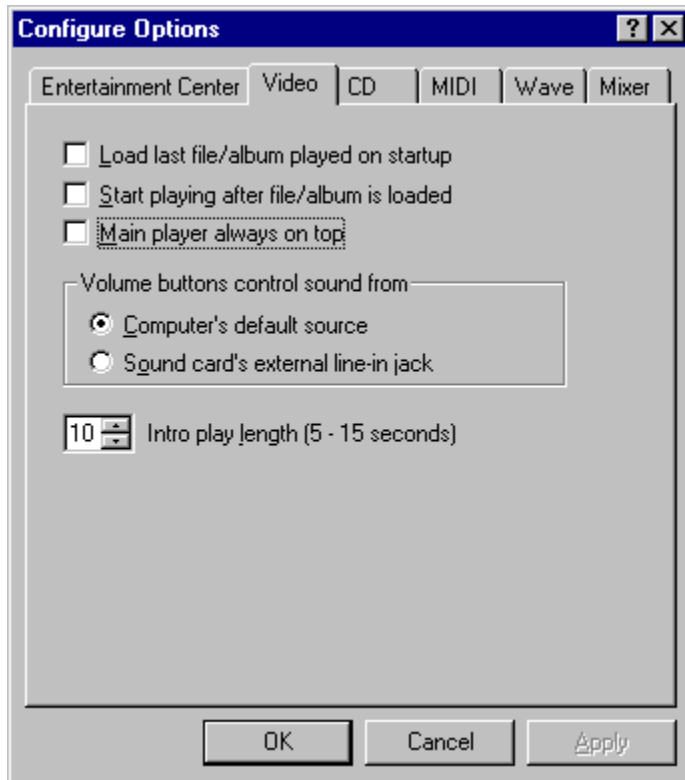 Configure Options
Entertainment Center Video CD MIDI Wave Mixer
Load last file/album played on startup
Start playing after file/album is loaded
Main player always on top
Volume buttons control sound from
Computer's default source
Sound card's external line-in jack
10 Intro play length (5 - 15 seconds)
OK Cancel Apply